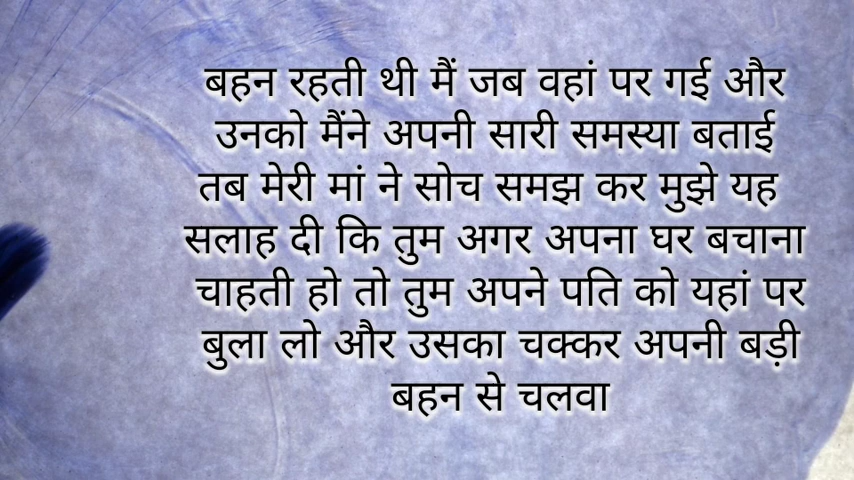 बहन रहती थी मैं जब वहां पर गई और
उनको मैंने अपनी सारी समस्या बताई
तब मेरी मां ने सोच समझ कर मुझे यह
सलाह दी कि तुम अगर अपना घर बचाना
चाहती हो तो तुम अपने पति को यहां पर
बुला लो और उसका चक्कर अपनी बड़ी
बहन से चलवा